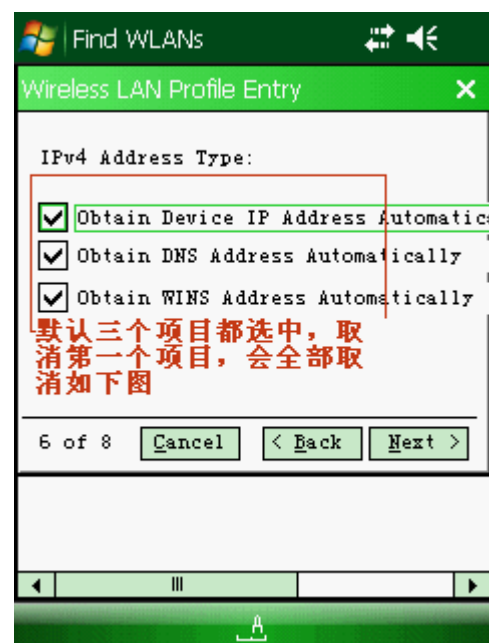 Find WLANs
Wireless LAN Profile Entry
IPv4 Address Type:
Obtain Device IP Address Automatic
Obtain DNS Address Automatically
Obtain WINS Address Automatically
默认三个项目都选中，取
消第一个项目，会全部取
消如下图
6 of 8 Cancel < Back Next >
A